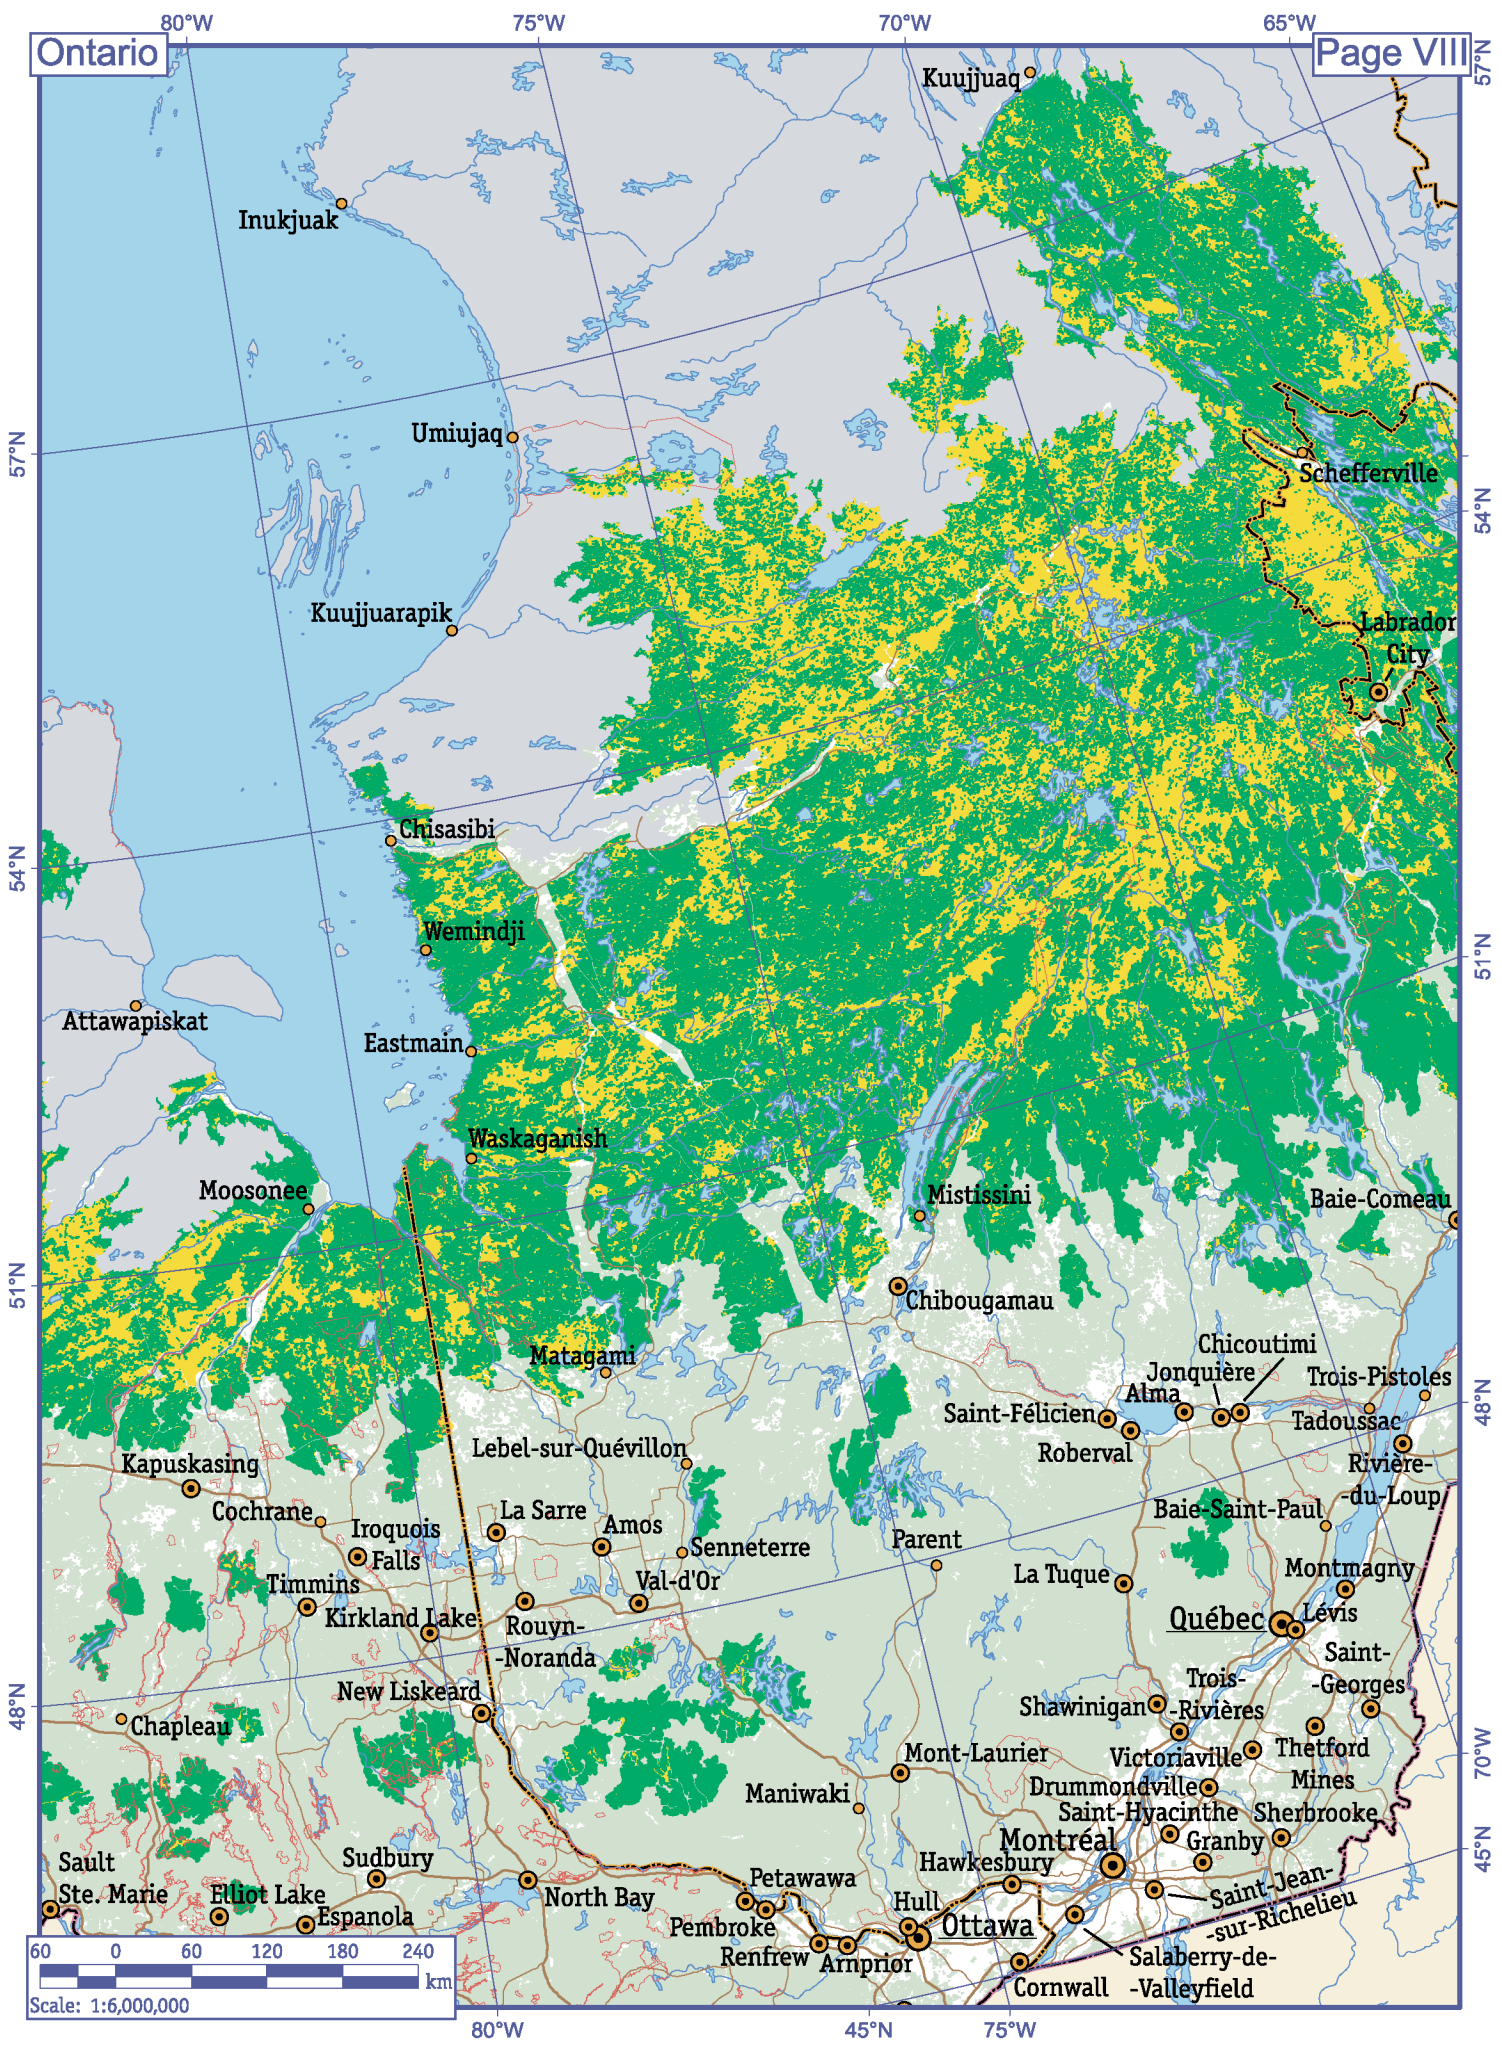 80°W
75°W
70°W
65°W
Ontario
Page VIII
57°N
Kuujjuaq
Inukjuak
Umiujaq
57°N
Schefferville
54°N
Kuujjuarapik
Labrador
City
Chisasibi
54°N
Wemindji
51°N
Attawapiskat
Eastmain
Waskaganish
Moosonee
Mistissini
Baie-Comeau
51°N
Chibougamau
Matagami
Chicoutimi
Jonquière
Alma
Trois-Pistoles
Saint-Félicien
Tadoussac
48°N
Roberval
Lebel-sur-Quévillon
Kapuskasing
Rivière-
-du-Loup
Cochrane
La Sarre
Baie-Saint-Paul
Iroquois
Falls
Amos
Senneterre
Parent
Timmins
Val-d'Or
La Tuque
Montmagny
Kirkland Lake
Rouyn-
-Noranda
Québec
Lévis
Saint-
-Georges
New Liskeard
Trois-
-Rivières
48°N
Chapleau
Shawinigan
Mont-Laurier
Victoriaville
Thetford
Mines
70°W
Maniwaki
Drummondville
Saint-Hyacinthe
Sherbrooke
Montréal
Granby
45°N
Sault
Ste. Marie
Sudbury
Hawkesbury
Elliot Lake
Espanola
North Bay
Petawawa
Pembroke
Hull
Ottawa
Saint-Jean-
-sur-Richelieu
Renfrew
Arnprior
Cornwall
Salaberry-de-
-Valleyfield
60 0 60 120 180 240
km
Scale: 1:6,000,000
80°W
45°N
75°W